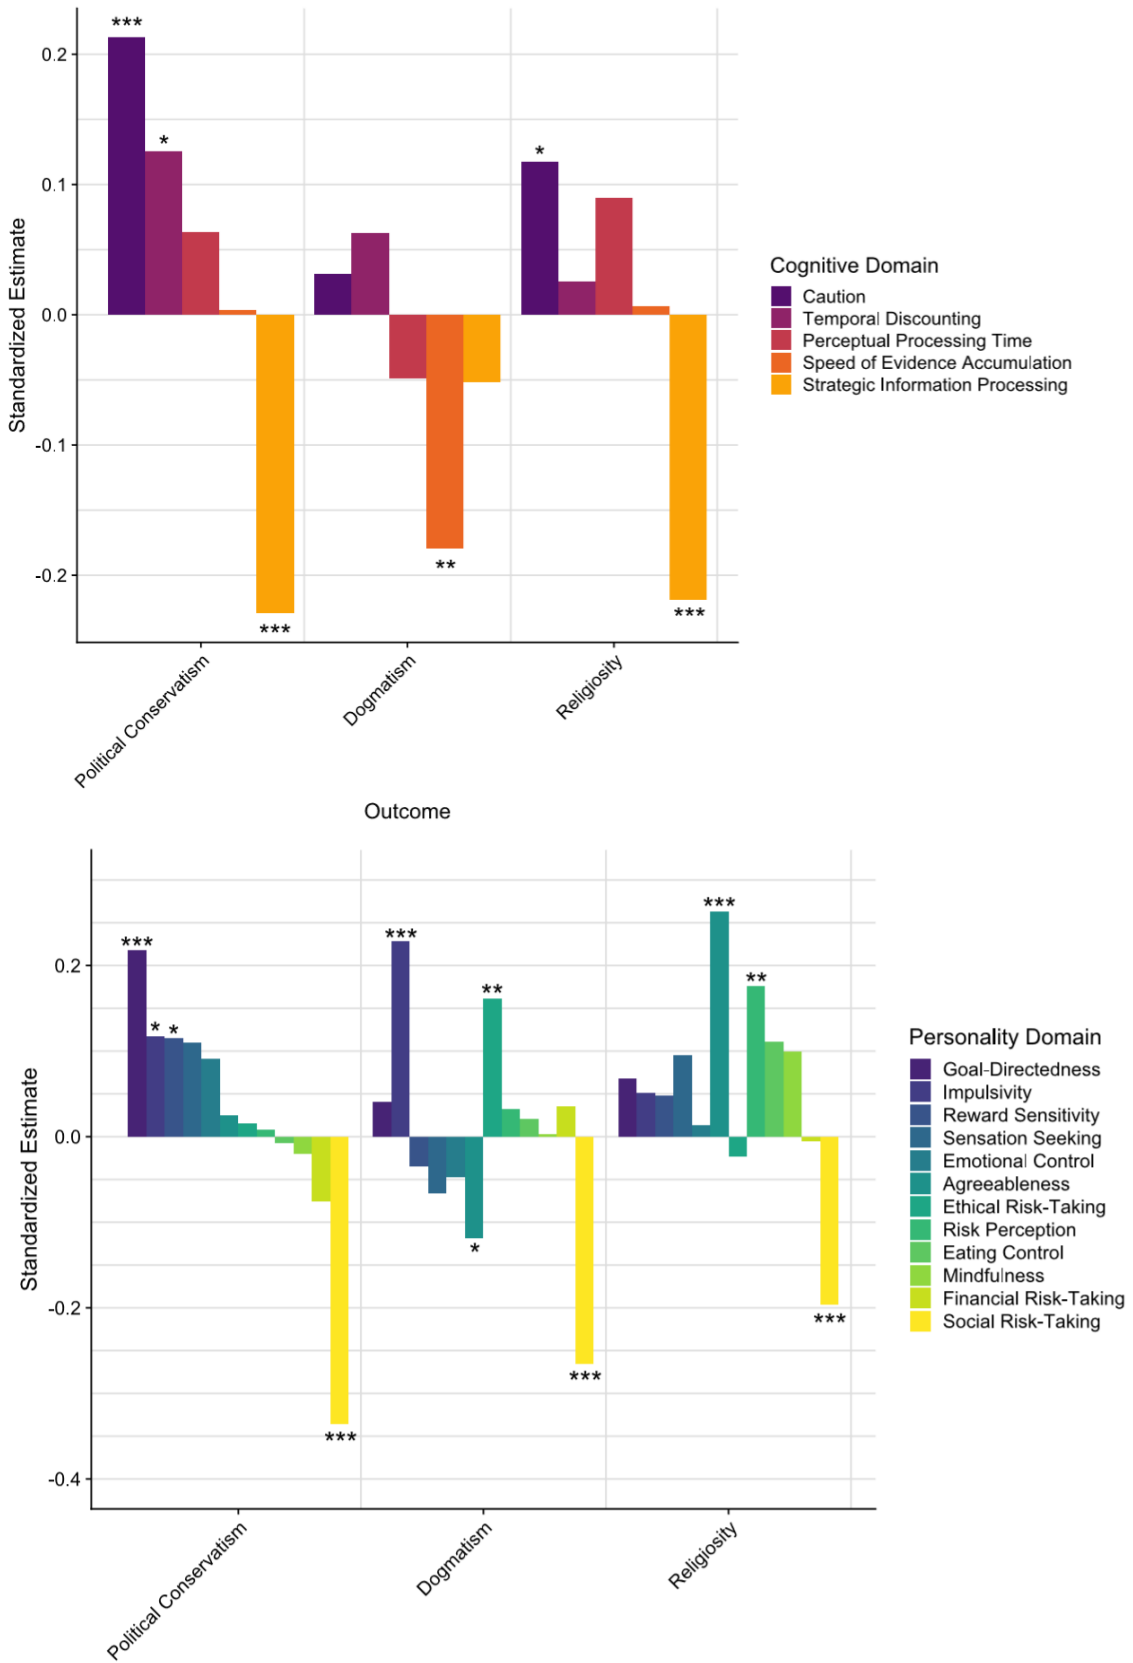 ***
0.2
*
*
0.1
Standardized Estimate
0.0
-0.1
-0.2
**
***
***
Political Conservatism
Dogmatism
Religiosity
Outcome
Cognitive Domain
Caution
Temporal Discounting
Perceptual Processing Time
Speed of Evidence Accumulation
Strategic Information Processing
***
***
***
0.2
**
**
*
*
Standardized Estimate
0.0
*
-0.2
***
***
***
-0.4
Political Conservatism
Dogmatism
Religiosity
Personality Domain
Goal-Directedness
Impulsivity
Reward Sensitivity
Sensation Seeking
Emotional Control
Agreeableness
Ethical Risk-Taking
Risk Perception
Eating Control
Mindfulness
Financial Risk-Taking
Social Risk-Taking